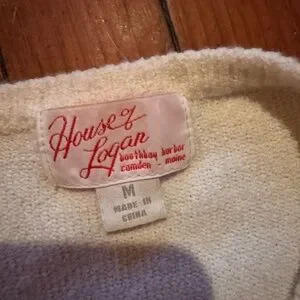 House of
Logan
boothbay harbor
camden - maine
M
MADE IN
CHINA